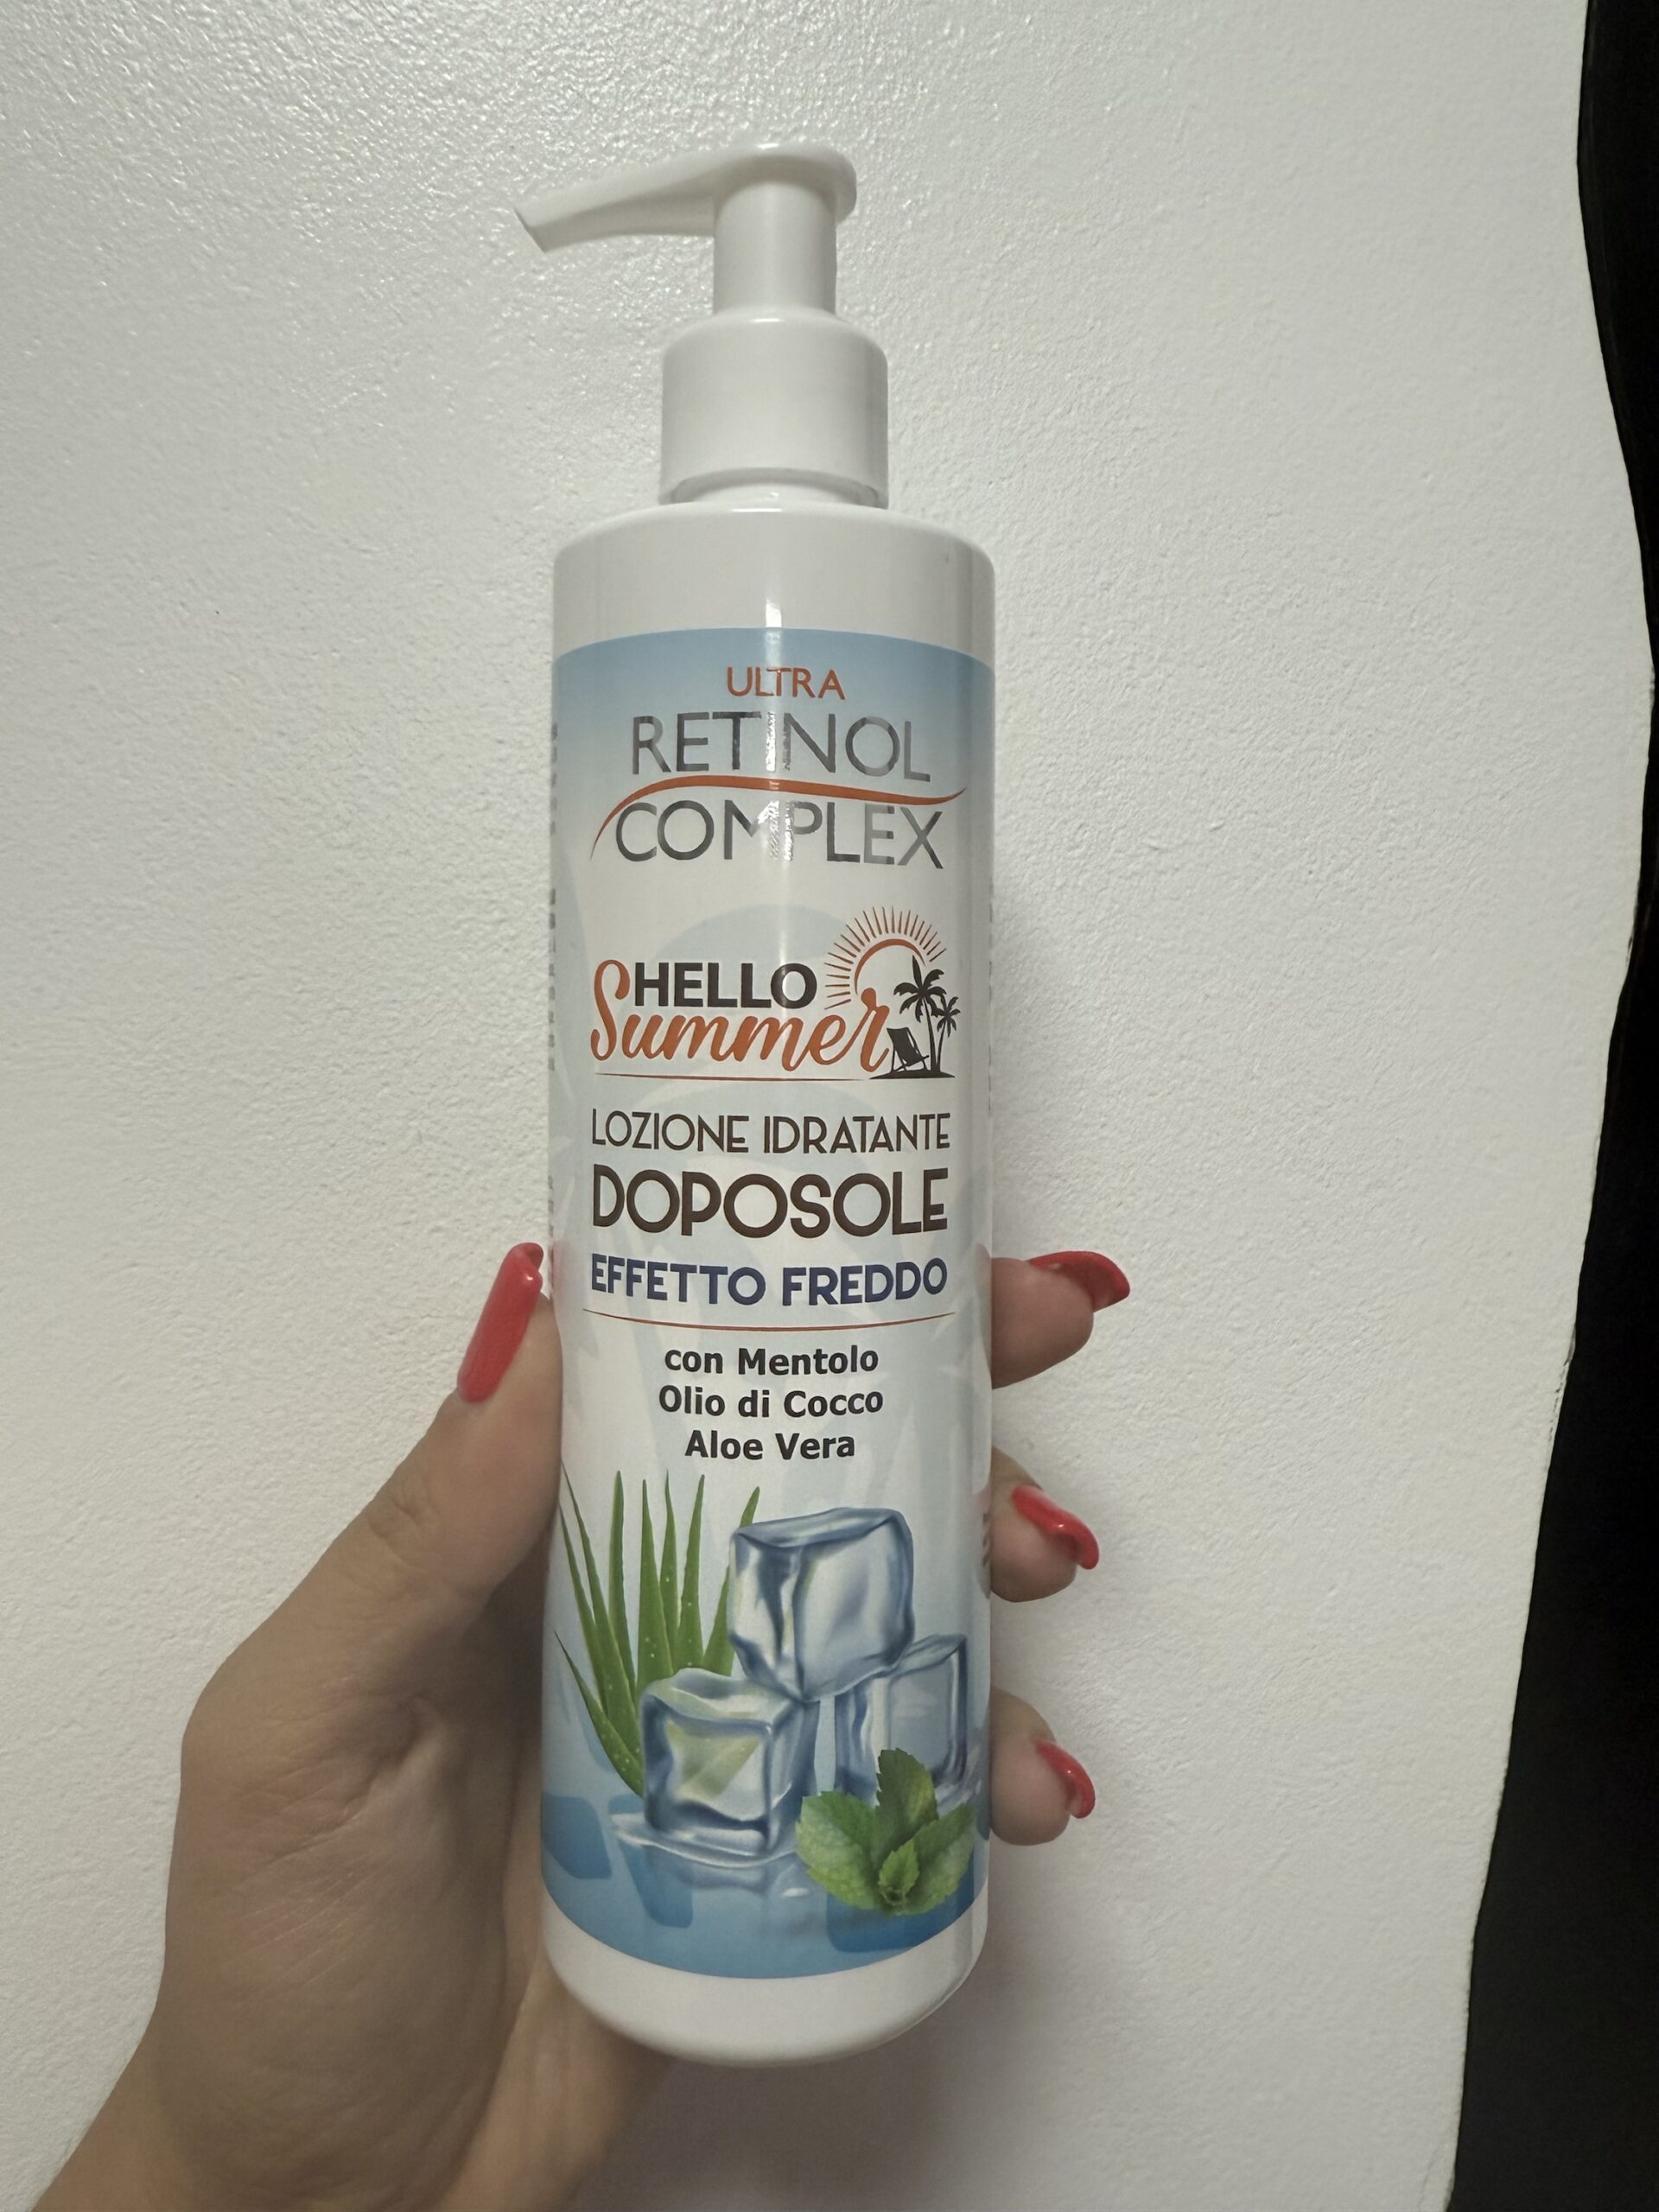 ULTRA
RETINOL
COMPLEX
HELLO
Summer
LOZIONE IDRATANTE
DOPOSOLE
EFFETTO FREDDO
con Mentolo
Olio di Cocco
Aloe Vera